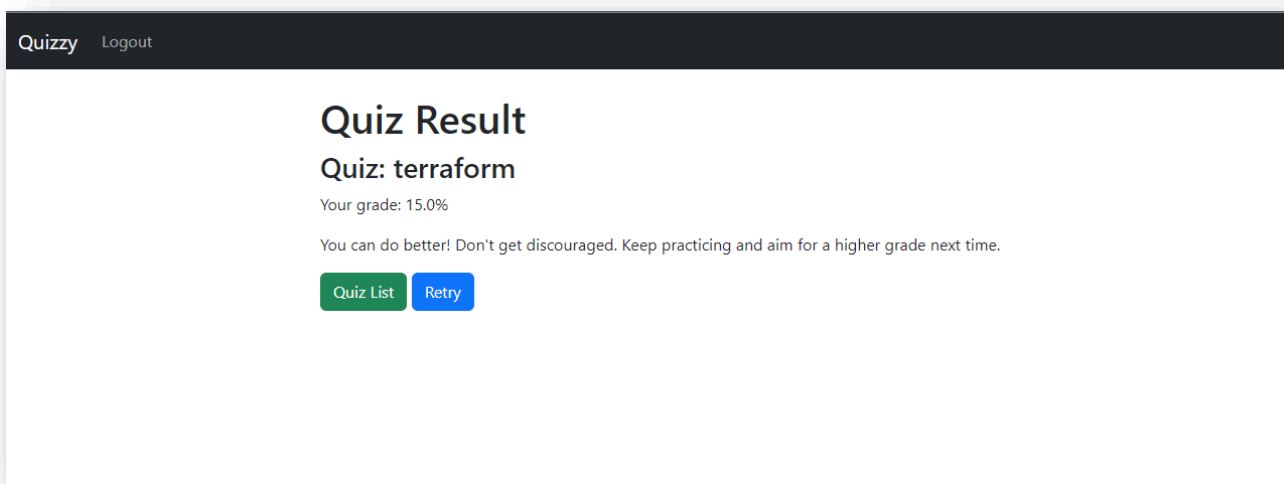 Quizzy Logout
Quiz Result
Quiz: terraform
Your grade: 15.0%
You can do better! Don't get discouraged. Keep practicing and aim for a higher grade next time.
Quiz List Retry